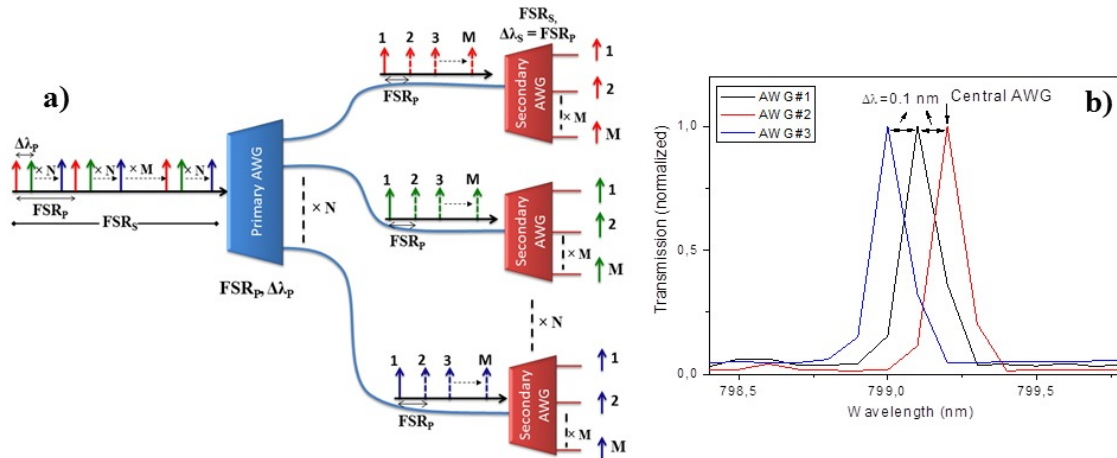 a)
Δλ_P
× N × N × M × N
FSR_P
FSR_S
Primary AWG
FSR_P, Δλ_P
× N
1 2 3 M
FSR_P
FSR_S,
Δλ_S = FSR_P
Secondary
AWG
1
2
× M
M
1 2 3 M
FSR_P
Secondary
AWG
1
2
× M
M
× N
1 2 3 M
FSR_P
Secondary
AWG
1
2
× M
M
b)
AWG#1
AWG#2
AWG#3
Δλ=0.1 nm
Central AWG
Transmission (normalized)
1,0
0,5
0,0
798,5 799,0 799,5
Wavelength (nm)